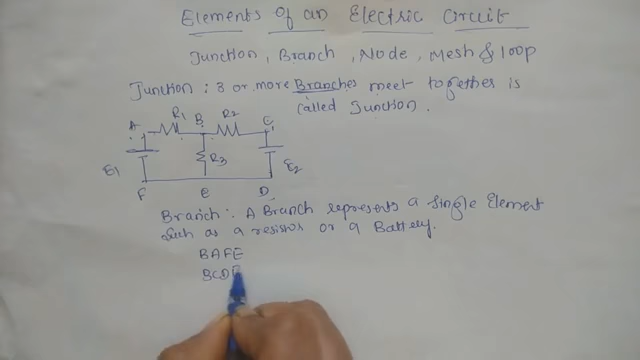 Elements of an Electric Circuit
Junction, Branch, Node, Mesh & loop
Junction : 3 or more Branches meet together is
called Junction.
A R1 B R2 C
R3
E1 E2
F E D
Branch :. A Branch represents a single Element
such as a resistor or a Battery.
BAFE
BCDE